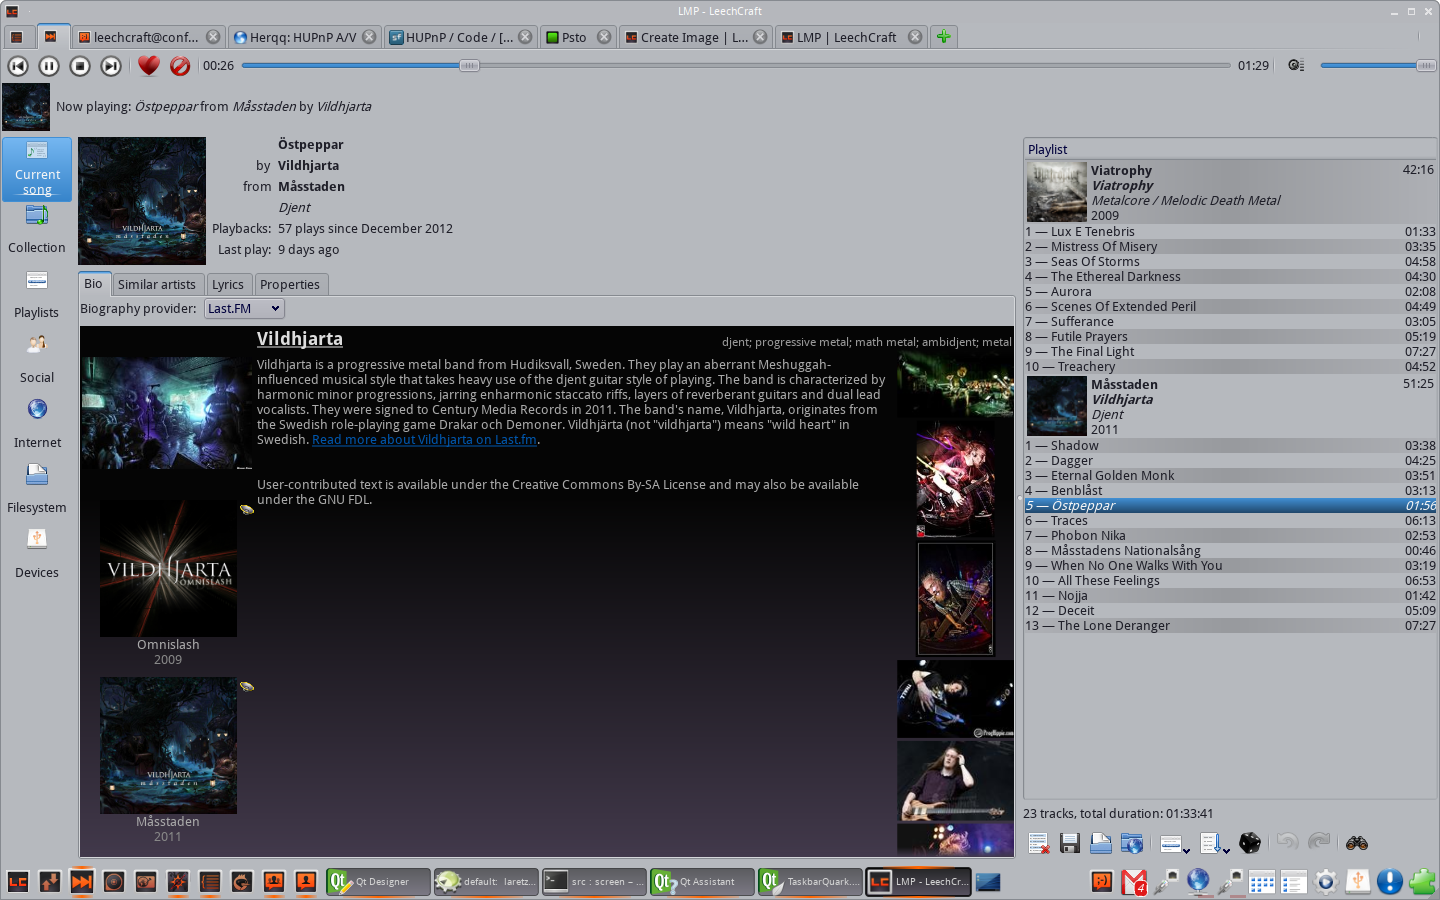 LMP - LeechCraft
leechcraft@conf...
Herqq: HUPnP A/V
HUPnP / Code / [...
Psto
Create Image | L...
LMP | LeechCraft
00:26
01:29
Now playing: Östpeppar from Måsstaden by Vildhjarta
Current song
Collection
Playlists
Social
Internet
Filesystem
Devices
Östpeppar
by Vildhjarta
from Måsstaden
Djent
Playbacks: 57 plays since December 2012
Last play: 9 days ago
VILDHJARTA
måsstaden
Bio
Similar artists
Lyrics
Properties
Biography provider: Last.FM
Vildhjarta
djent; progressive metal; math metal; ambidjent; metal
Vildhjarta is a progressive metal band from Hudiksvall, Sweden. They play an aberrant Meshuggah-
influenced musical style that takes heavy use of the djent guitar style of playing. The band is characterized by
harmonic minor progressions, jarring enharmonic staccato riffs, layers of reverberant guitars and dual lead
vocalists. They were signed to Century Media Records in 2011. The band's name, Vildhjarta, originates from
the Swedish role-playing game Drakar och Demoner. Vildhjärta (not "vildhjarta") means "wild heart" in
Swedish. Read more about Vildhjarta on Last.fm.
User-contributed text is available under the Creative Commons By-SA License and may also be available
under the GNU FDL.
VILDHJARTA
OMNISLASH
Omnislash
2009
VILDHJARTA
måsstaden
Måsstaden
2011
Playlist
Viatrophy 42:16
Viatrophy
Metalcore / Melodic Death Metal
2009
1 — Lux E Tenebris 01:33
2 — Mistress Of Misery 03:35
3 — Seas Of Storms 04:58
4 — The Ethereal Darkness 04:30
5 — Aurora 02:08
6 — Scenes Of Extended Peril 04:49
7 — Sufferance 03:05
8 — Futile Prayers 05:19
9 — The Final Light 07:27
10 — Treachery 04:52
Måsstaden 51:25
Vildhjarta
Djent
2011
1 — Shadow 03:38
2 — Dagger 04:25
3 — Eternal Golden Monk 03:51
4 — Benblåst 03:13
5 — Östpeppar 01:56
6 — Traces 06:13
7 — Phobon Nika 02:53
8 — Måsstadens Nationalsång 00:46
9 — When No One Walks With You 03:19
10 — All These Feelings 06:53
11 — Nojja 01:42
12 — Deceit 05:09
13 — The Lone Deranger 07:27
23 tracks, total duration: 01:33:41
Qt Designer
default: laretz...
src : screen – ...
Qt Assistant
TaskbarQuark....
LMP - LeechCr...
4